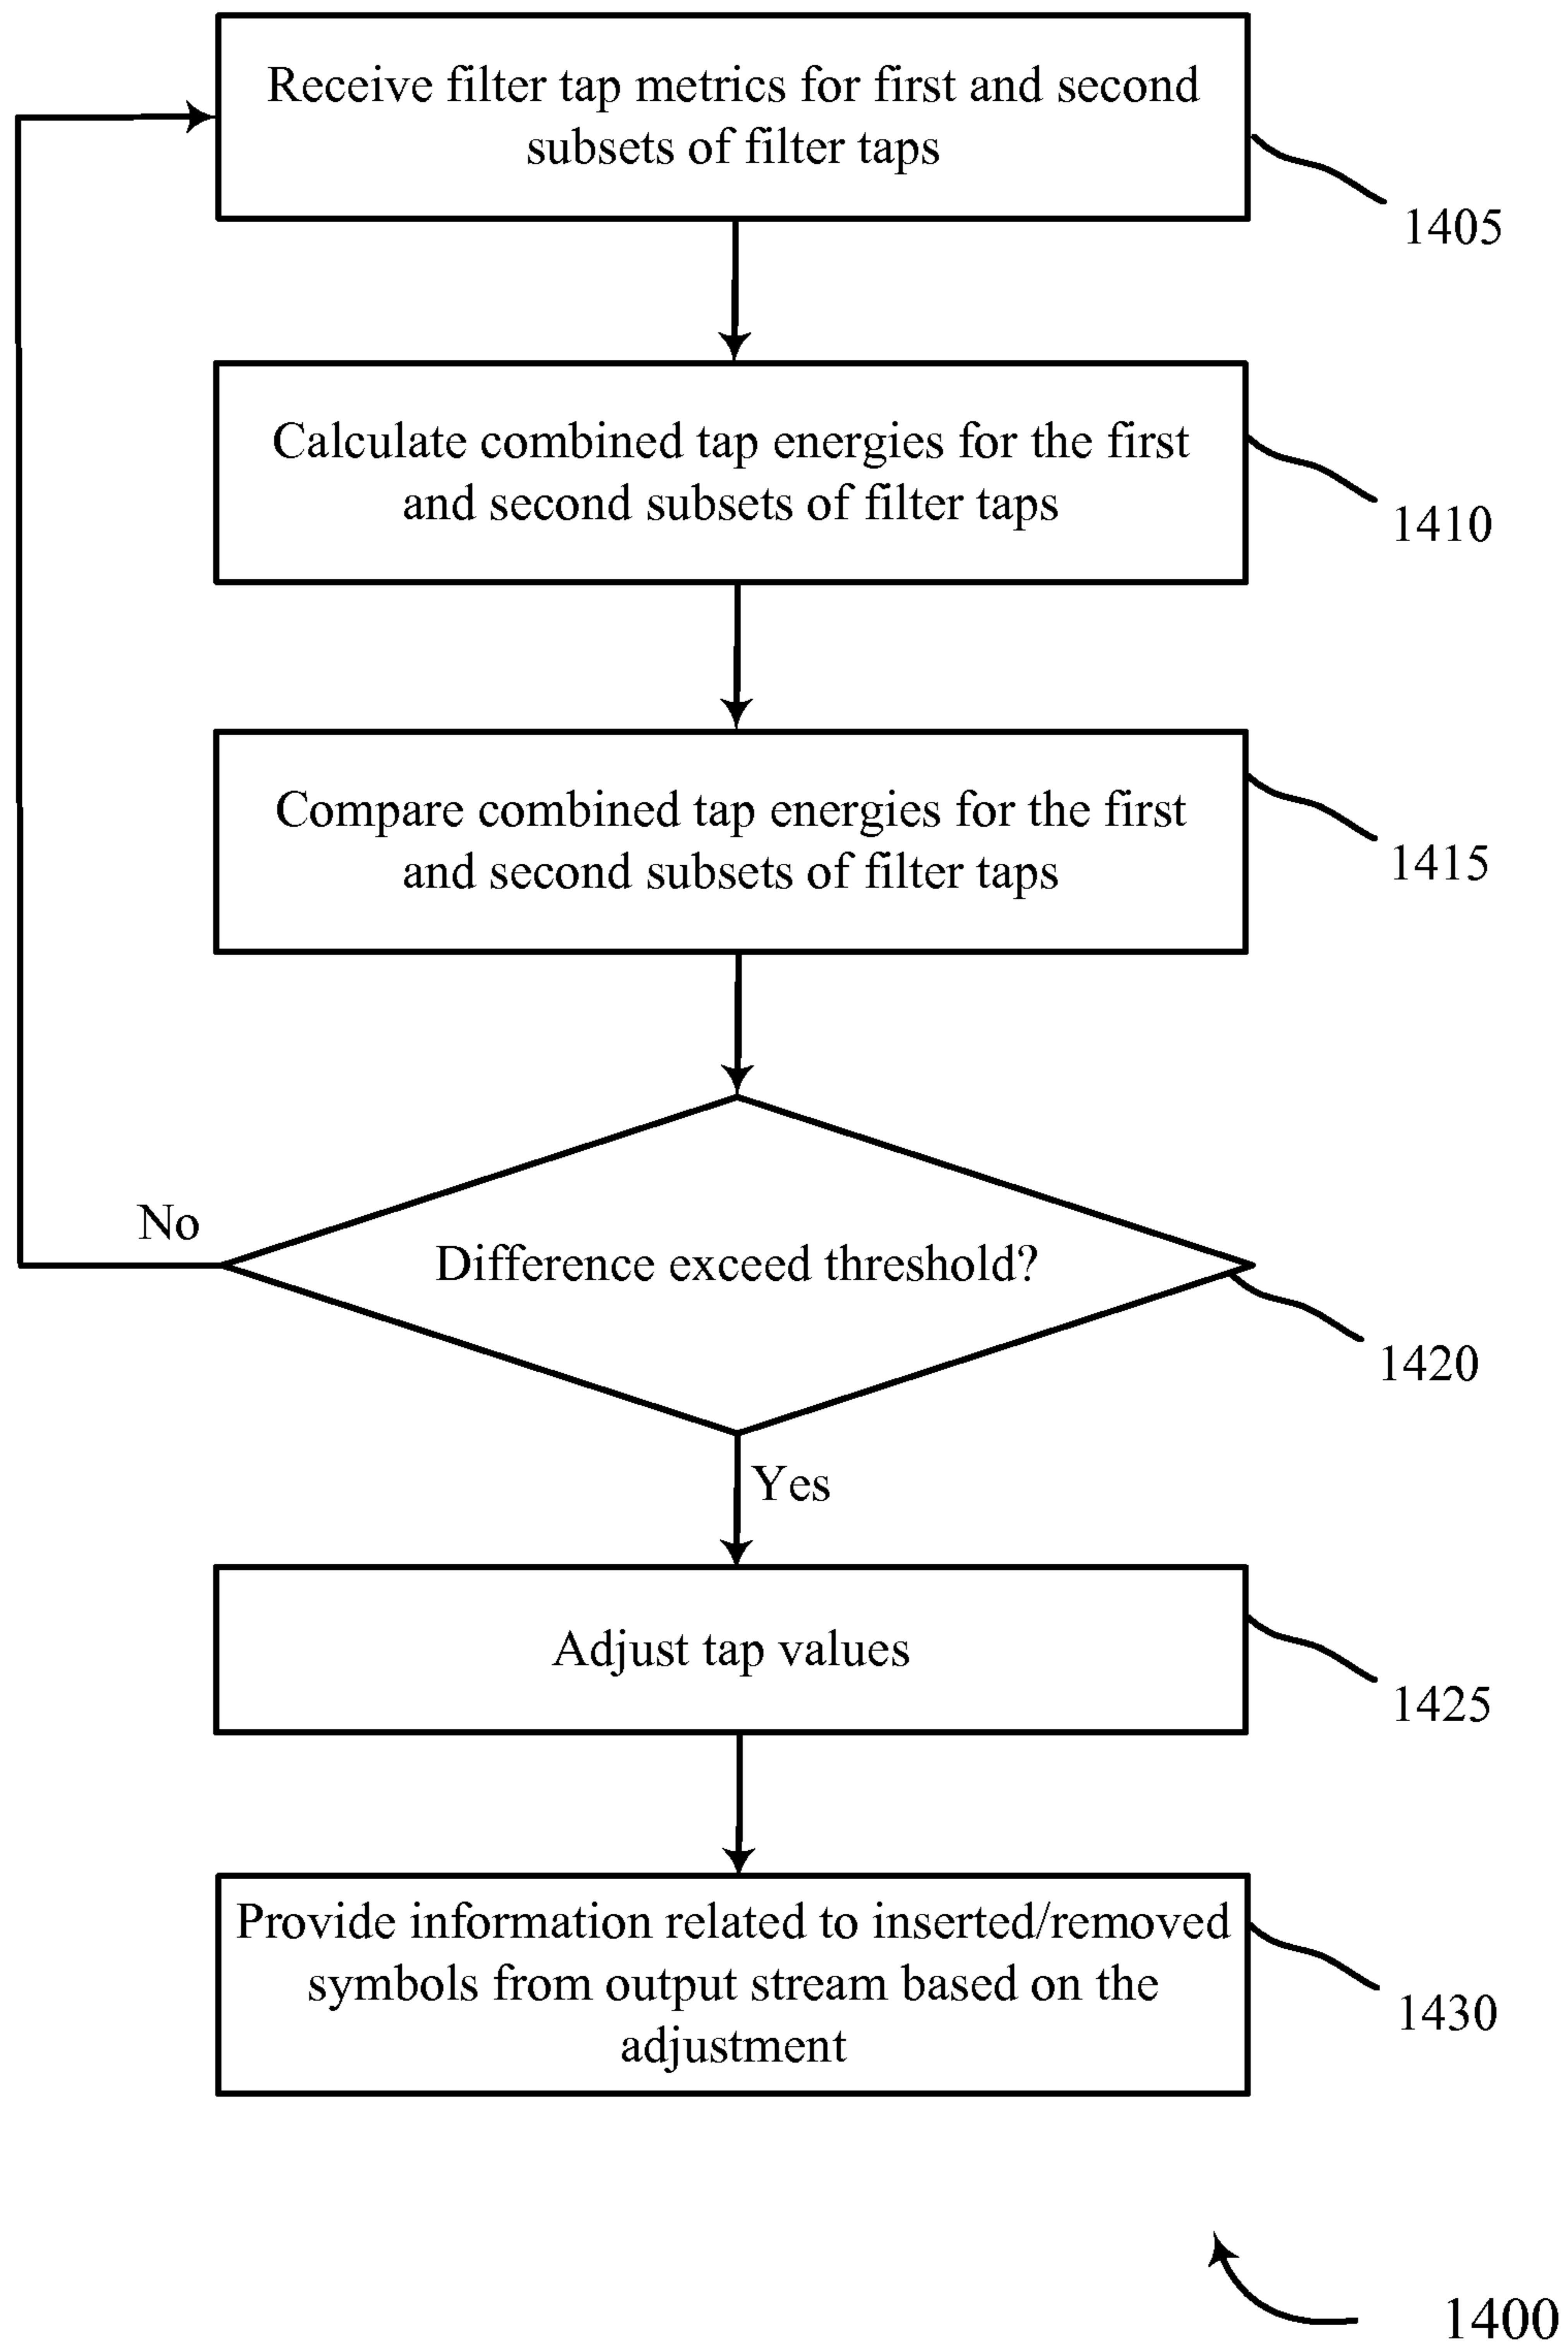 Receive filter tap metrics for first and second
subsets of filter taps
1405
Calculate combined tap energies for the first
and second subsets of filter taps
1410
Compare combined tap energies for the first
and second subsets of filter taps
1415
No
Difference exceed threshold?
1420
Yes
Adjust tap values
1425
Provide information related to inserted/removed
symbols from output stream based on the
adjustment
1430
1400